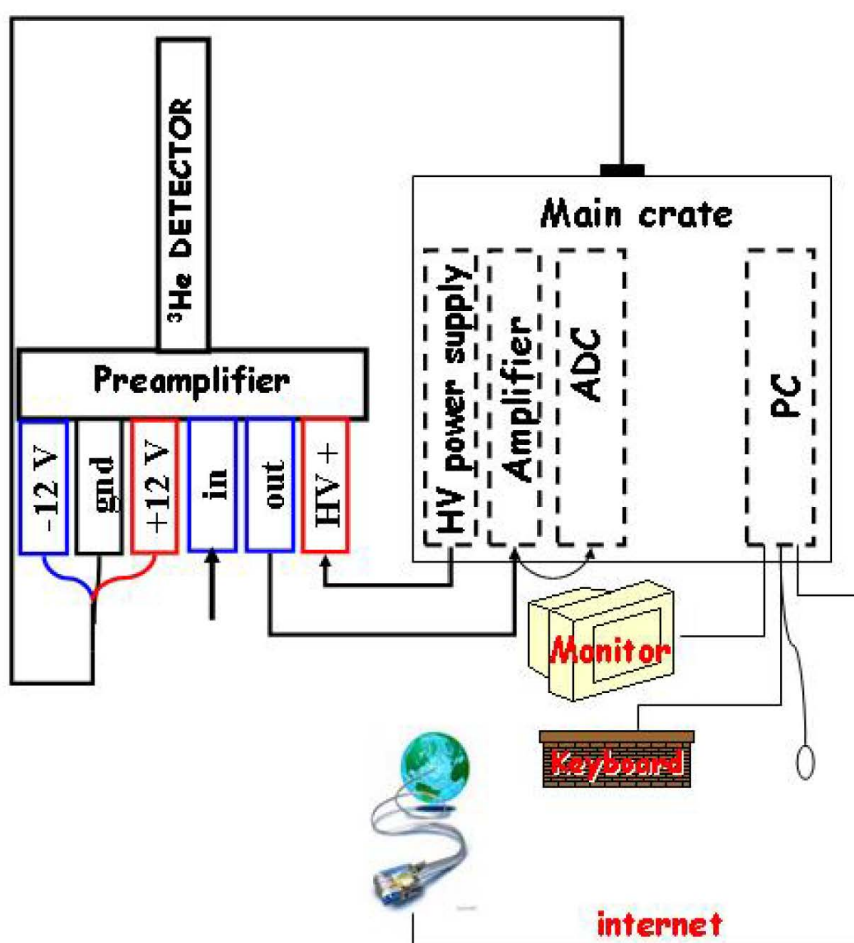 ³He DETECTOR
Preamplifier
-12 V
gnd
+12 V
in
out
HV +
Main crate
HV power supply
Amplifier
ADC
PC
Monitor
Keyboard
internet